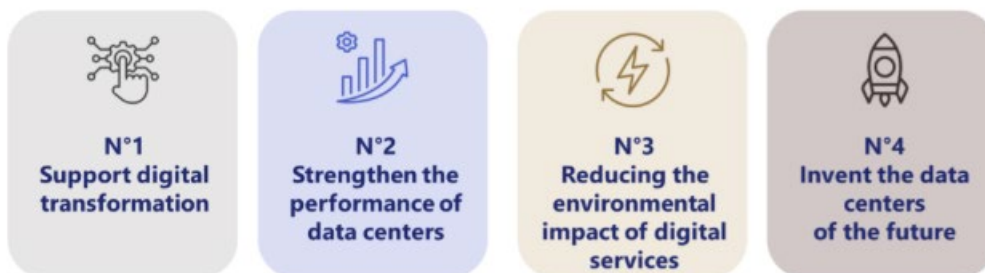 N°1
Support digital
transformation
N°2
Strengthen the
performance of
data centers
N°3
Reducing the
environmental
impact of digital
services
N°4
Invent the data
centers
of the future